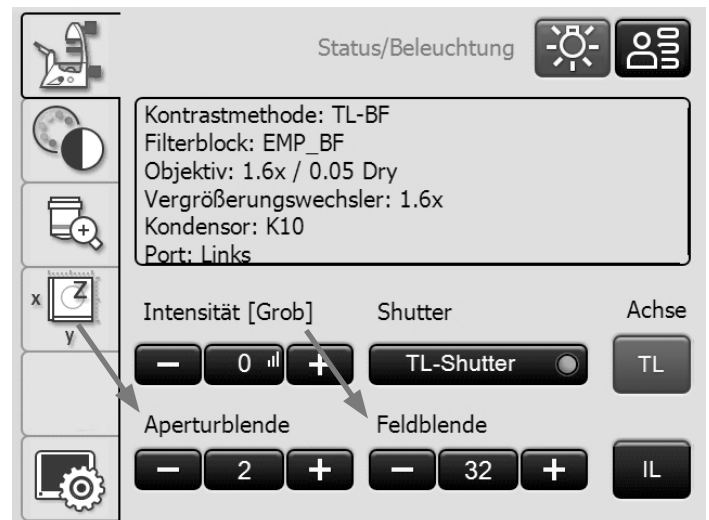 Status/Beleuchtung
Kontrastmethode: TL-BF
Filterblock: EMP_BF
Objektiv: 1.6x / 0.05 Dry
Vergrößerungswechsler: 1.6x
Kondensor: K10
Port: Links
x Z
y
Intensität [Grob] Shutter Achse
− 0 + TL-Shutter TL
Aperturblende Feldblende
− 2 + − 32 + IL